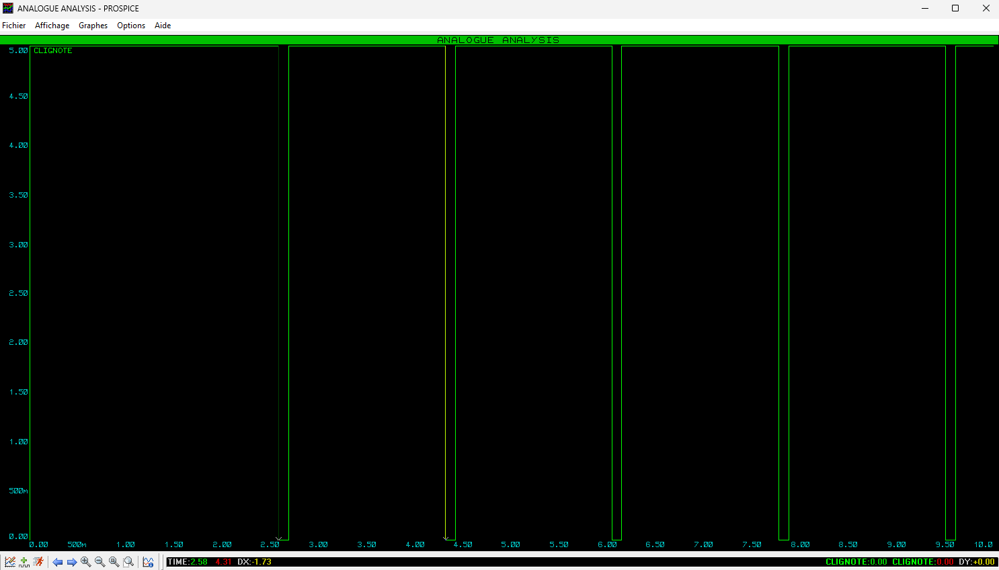 ANALOGUE ANALYSIS - PROSPICE
Fichier Affichage Graphes Options Aide
ANALOGUE ANALYSIS
5.00 CLIGNOTE
4.50
4.00
3.50
3.00
2.50
2.00
1.50
1.00
500m
0.00
0.00 500m 1.00 1.50 2.00 2.50 3.00 3.50 4.00 4.50 5.00 5.50 6.00 6.50 7.00 7.50 8.00 8.50 9.00 9.50 10.0
TIME:2.58 4.31 DX:-1.73 CLIGNOTE:0.00 CLIGNOTE:0.00 DY:+0.00